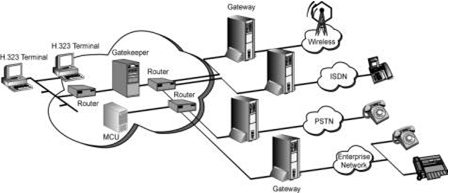 Gateway
H.323 Terminal
H.323 Terminal
Gatekeeper
Wireless
Router
ISDN
Router
Router
MCU
PSTN
Enterprise
Network
Gateway